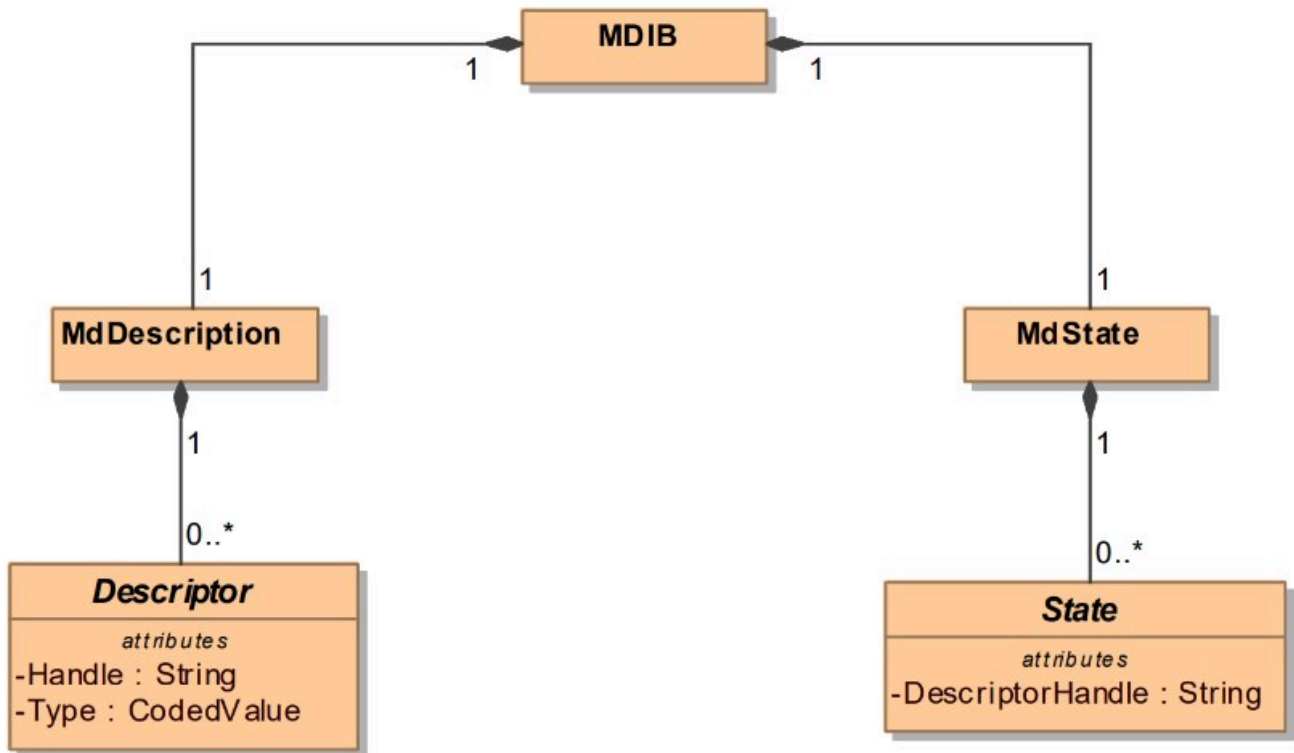 MDIB
1
1
1
1
MdDescription
MdState
1
1
0..*
0..*
Descriptor
attributes
-Handle : String
-Type : CodedValue
State
attributes
-DescriptorHandle : String